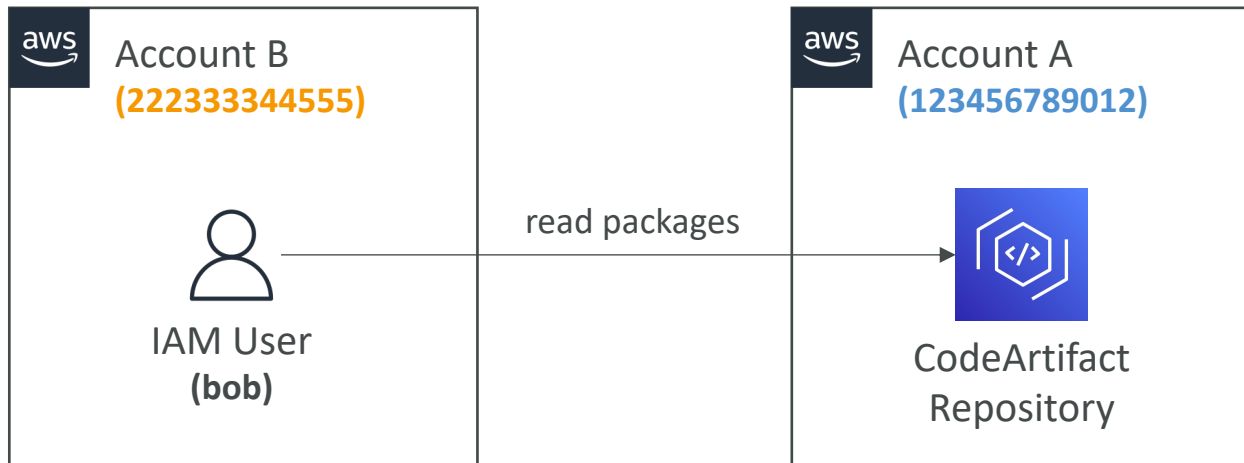 aws
Account B
(222333344555)
IAM User
(bob)
read packages
aws
Account A
(123456789012)
</>
CodeArtifact
Repository